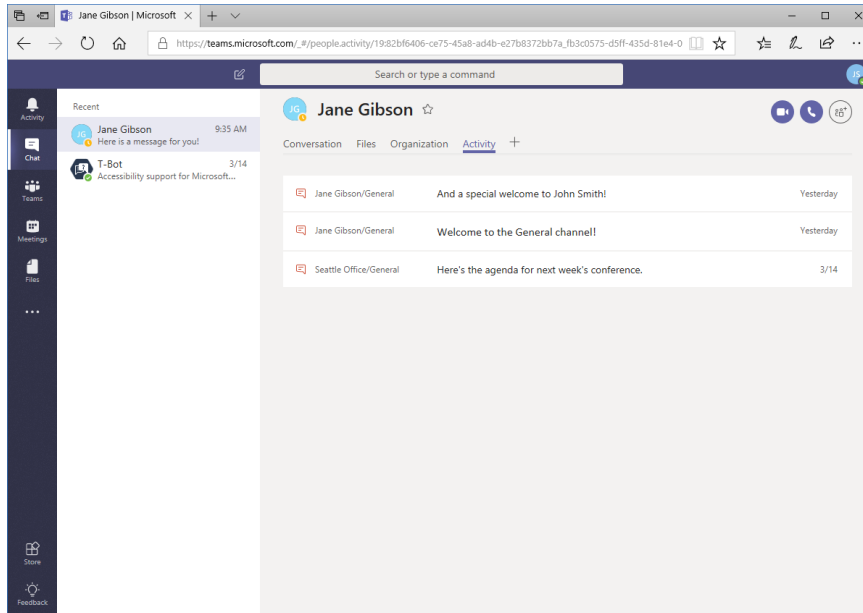 Jane Gibson | Microsoft
https://teams.microsoft.com/_#/people.activity/19:82bf6406-ce75-45a8-ad4b-e27b8372bb7a_fb3c0575-d5ff-435d-81e4-0
Search or type a command
JS
Activity
Chat
Teams
Meetings
Files
Store
Feedback
Recent
JG
Jane Gibson 9:35 AM
Here is a message for you!
T-Bot 3/14
Accessibility support for Microsoft...
JG
Jane Gibson
Conversation Files Organization Activity
Jane Gibson/General And a special welcome to John Smith! Yesterday
Jane Gibson/General Welcome to the General channel! Yesterday
Seattle Office/General Here's the agenda for next week's conference. 3/14